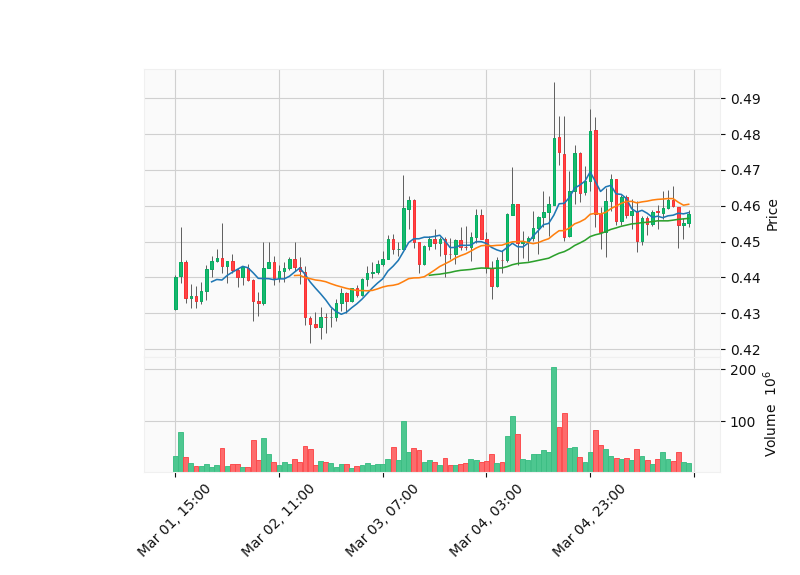 0.49
0.48
0.47
0.46
0.45
0.44
0.43
0.42
Price
200
100
Volume 10⁶
Mar 01, 15:00
Mar 02, 11:00
Mar 03, 07:00
Mar 04, 03:00
Mar 04, 23:00